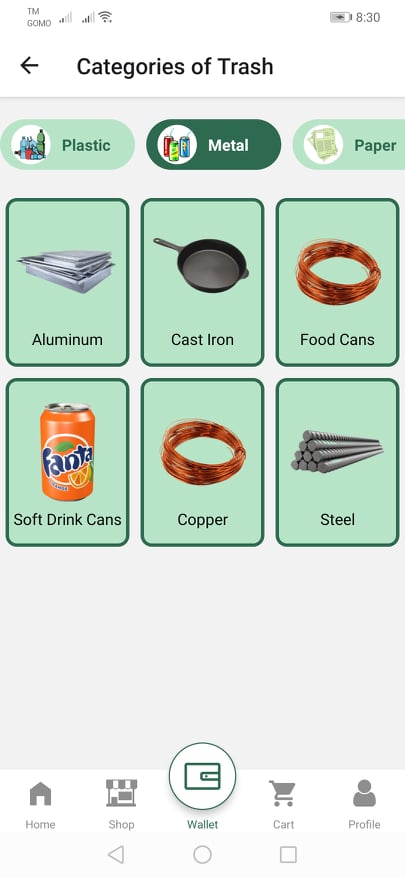 TM
GOMO
8:30
Categories of Trash
Plastic
Metal
Paper
Aluminum
Cast Iron
Food Cans
Fanta
ORANGE
Soft Drink Cans
Copper
Steel
Home
Shop
Wallet
Cart
Profile